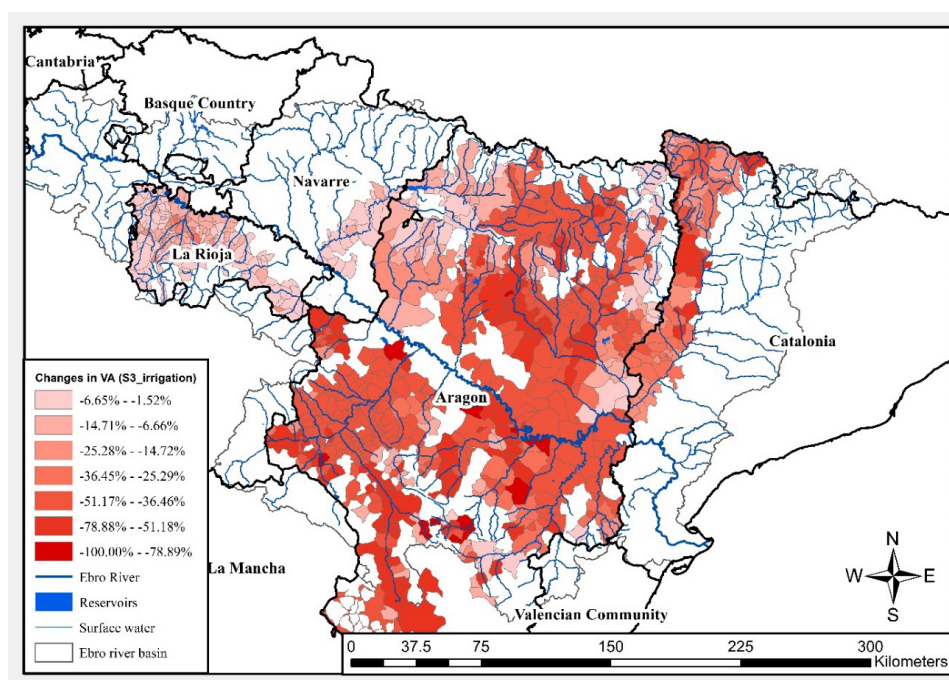 Cantabria
Basque Country
Navarre
La Rioja
Catalonia
Aragon
La Mancha
Valencian Community
Changes in VA (S3_irrigation)
-6.65% - -1.52%
-14.71% - -6.66%
-25.28% - -14.72%
-36.45% - -25.29%
-51.17% - -36.46%
-78.88% - -51.18%
-100.00% - -78.89%
Ebro River
Reservoirs
Surface water
Ebro river basin
N
W E
S
0 37.5 75 150 225 300
Kilometers